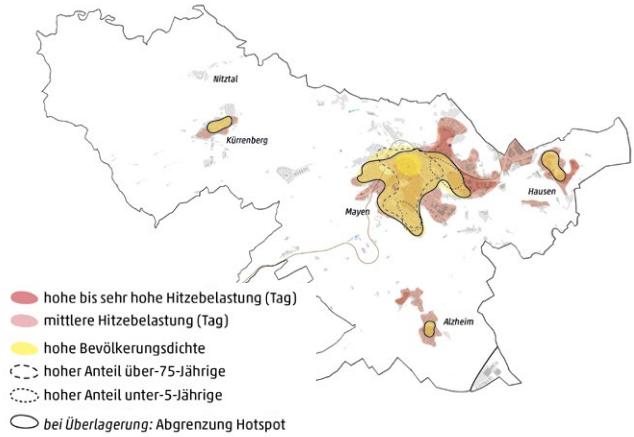 Nitztal
Kürrenberg
Mayen
Hausen
Alzheim
hohe bis sehr hohe Hitzebelastung (Tag)
mittlere Hitzebelastung (Tag)
hohe Bevölkerungsdichte
hoher Anteil über-75-Jährige
hoher Anteil unter-5-Jährige
bei Überlagerung: Abgrenzung Hotspot